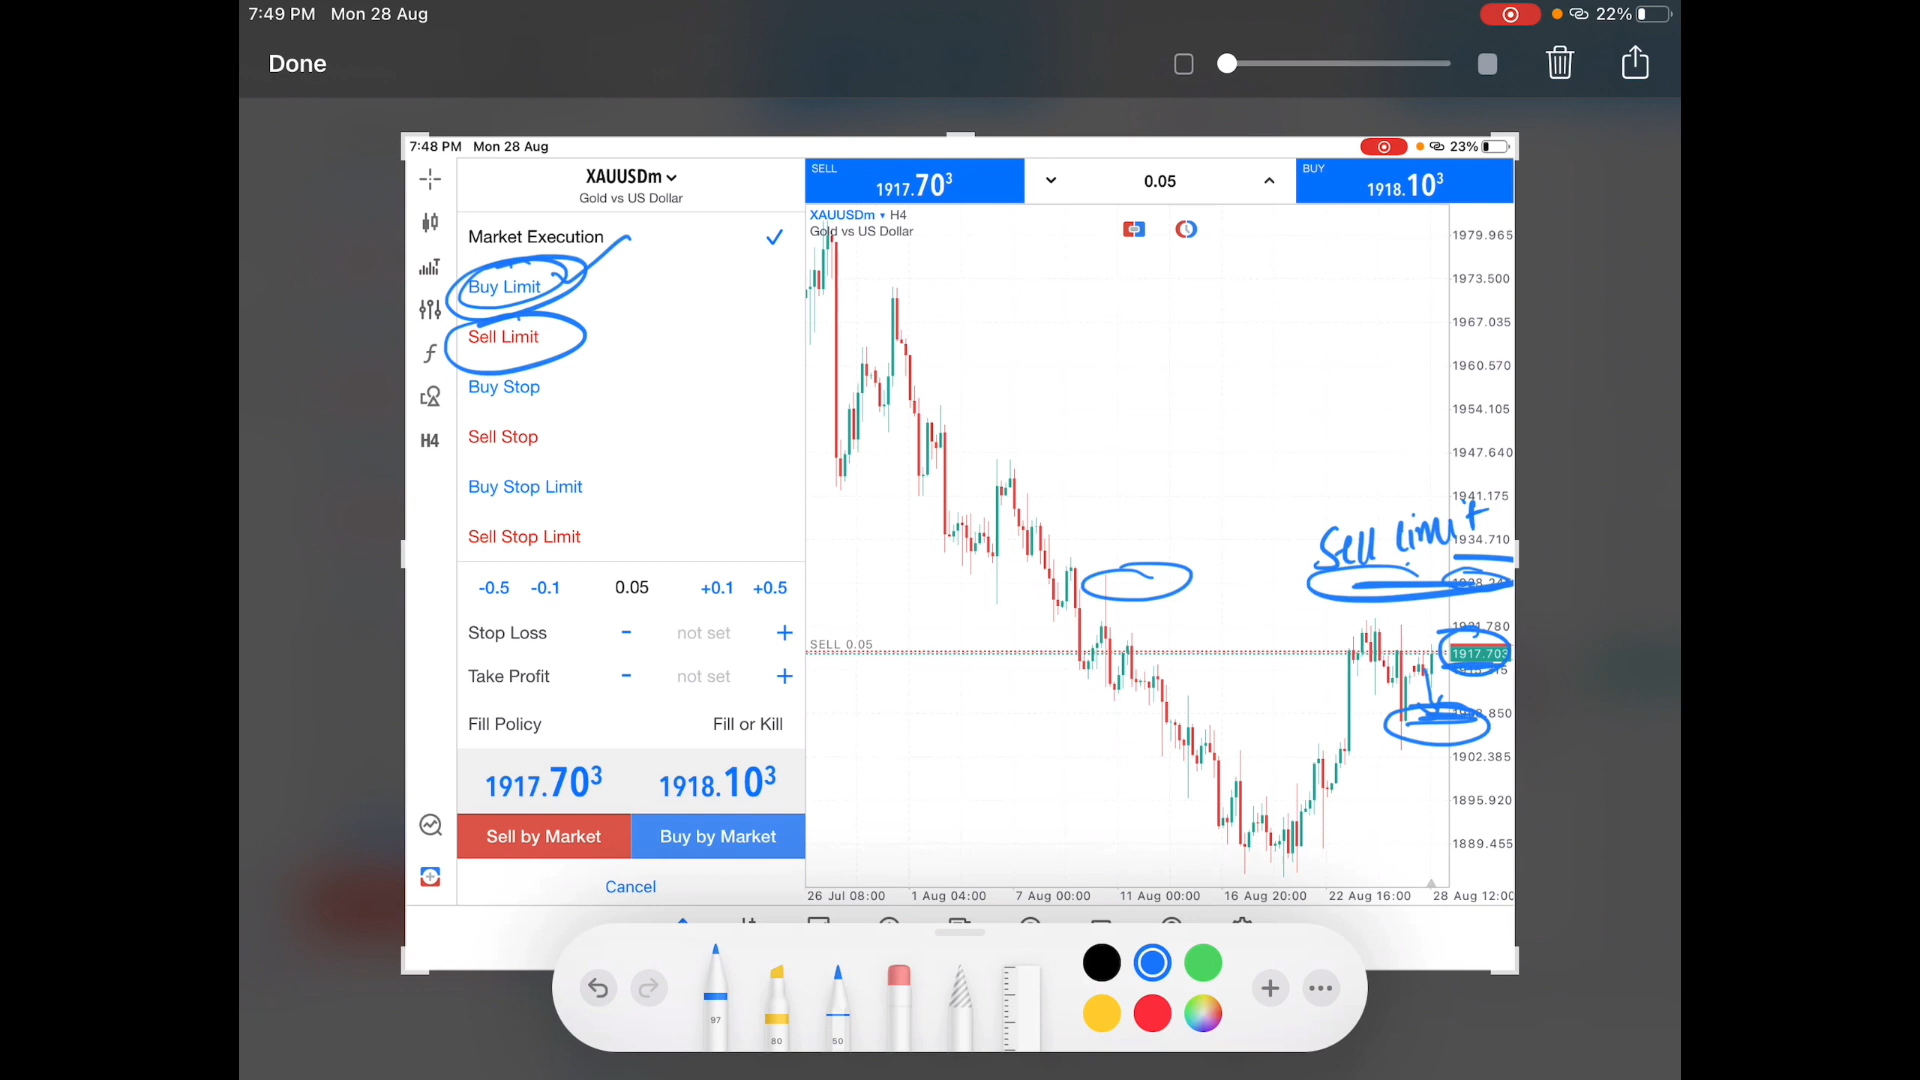 7:49 PM Mon 28 Aug
22%
Done
7:48 PM Mon 28 Aug
23%
XAUUSDm
Gold vs US Dollar
SELL
1917.703
0.05
BUY
1918.103
Market Execution
Buy Limit
Sell Limit
Buy Stop
Sell Stop
Buy Stop Limit
Sell Stop Limit
-0.5 -0.1 0.05 +0.1 +0.5
Stop Loss - not set +
Take Profit - not set +
Fill Policy Fill or Kill
1917.703 1918.103
Sell by Market Buy by Market
Cancel
H4
XAUUSDm ▾ H4
Gold vs US Dollar
SELL 0.05
Sell limit
1979.965
1973.500
1967.035
1960.570
1954.105
1947.640
1941.175
1934.710
1921.780
1917.703
1902.385
1895.920
1889.455
26 Jul 08:00 1 Aug 04:00 7 Aug 00:00 11 Aug 00:00 16 Aug 20:00 22 Aug 16:00 28 Aug 12:00
97
80
50